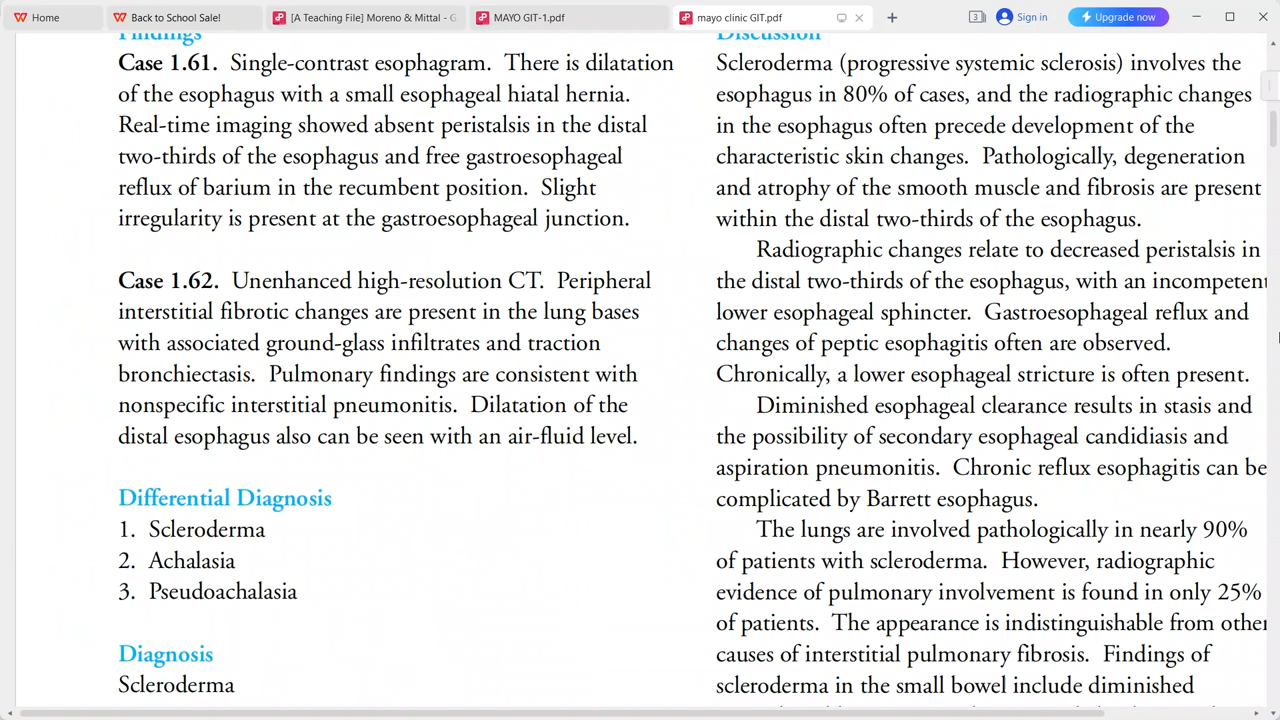 Home
Back to School Sale!
[A Teaching File] Moreno & Mittal - G
MAYO GIT-1.pdf
mayo clinic GIT.pdf
3
Sign in
Upgrade now
Findings
Case 1.61. Single-contrast esophagram. There is dilatation
of the esophagus with a small esophageal hiatal hernia.
Real-time imaging showed absent peristalsis in the distal
two-thirds of the esophagus and free gastroesophageal
reflux of barium in the recumbent position. Slight
irregularity is present at the gastroesophageal junction.
Case 1.62. Unenhanced high-resolution CT. Peripheral
interstitial fibrotic changes are present in the lung bases
with associated ground-glass infiltrates and traction
bronchiectasis. Pulmonary findings are consistent with
nonspecific interstitial pneumonitis. Dilatation of the
distal esophagus also can be seen with an air-fluid level.
Differential Diagnosis
1. Scleroderma
2. Achalasia
3. Pseudoachalasia
Diagnosis
Scleroderma
Discussion
Scleroderma (progressive systemic sclerosis) involves the
esophagus in 80% of cases, and the radiographic changes
in the esophagus often precede development of the
characteristic skin changes. Pathologically, degeneration
and atrophy of the smooth muscle and fibrosis are present
within the distal two-thirds of the esophagus.
Radiographic changes relate to decreased peristalsis in
the distal two-thirds of the esophagus, with an incompetent
lower esophageal sphincter. Gastroesophageal reflux and
changes of peptic esophagitis often are observed.
Chronically, a lower esophageal stricture is often present.
Diminished esophageal clearance results in stasis and
the possibility of secondary esophageal candidiasis and
aspiration pneumonitis. Chronic reflux esophagitis can be
complicated by Barrett esophagus.
The lungs are involved pathologically in nearly 90%
of patients with scleroderma. However, radiographic
evidence of pulmonary involvement is found in only 25%
of patients. The appearance is indistinguishable from other
causes of interstitial pulmonary fibrosis. Findings of
scleroderma in the small bowel include diminished